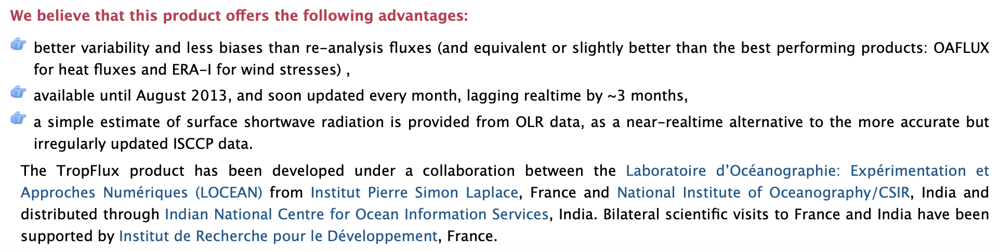 We believe that this product offers the following advantages:
better variability and less biases than re-analysis fluxes (and equivalent or slightly better than the best performing products: OAFLUX
for heat fluxes and ERA-I for wind stresses) ,
available until August 2013, and soon updated every month, lagging realtime by ~3 months,
a simple estimate of surface shortwave radiation is provided from OLR data, as a near-realtime alternative to the more accurate but
irregularly updated ISCCP data.
The TropFlux product has been developed under a collaboration between the Laboratoire d’Océanographie: Expérimentation et
Approches Numériques (LOCEAN) from Institut Pierre Simon Laplace, France and National Institute of Oceanography/CSIR, India and
distributed through Indian National Centre for Ocean Information Services, India. Bilateral scientific visits to France and India have been
supported by Institut de Recherche pour le Développement, France.